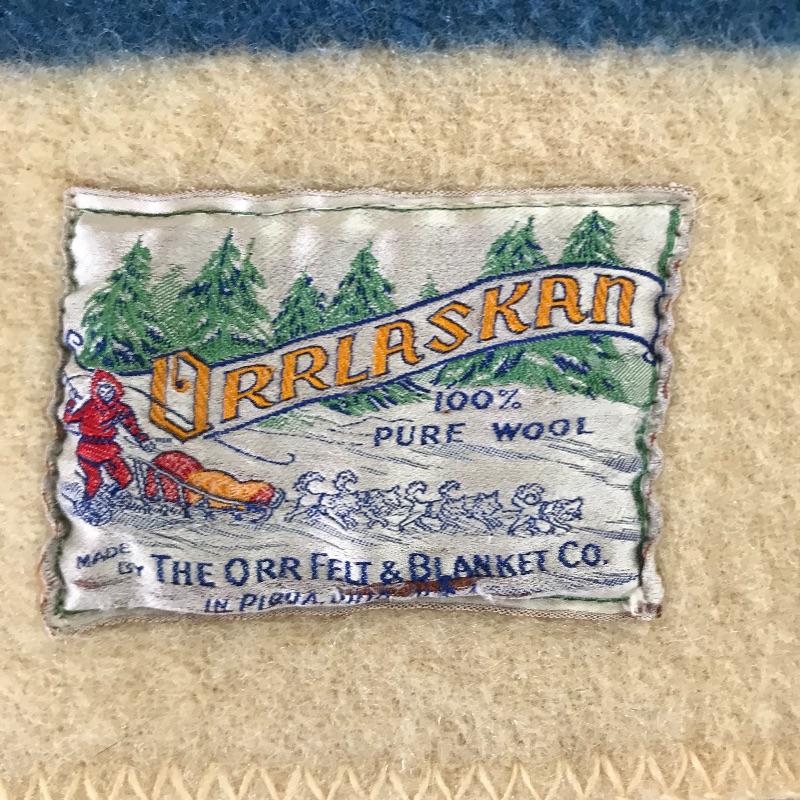 ORRLASKAN
100%
PURE WOOL
MADE BY THE ORR FELT & BLANKET CO.
IN PIQUA